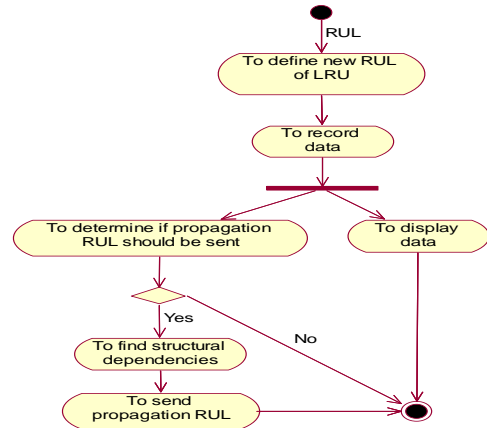 RUL
To define new RUL
of LRU
To record
data
To determine if propagation
RUL should be sent
To display
data
Yes
No
To find structural
dependencies
To send
propagation RUL